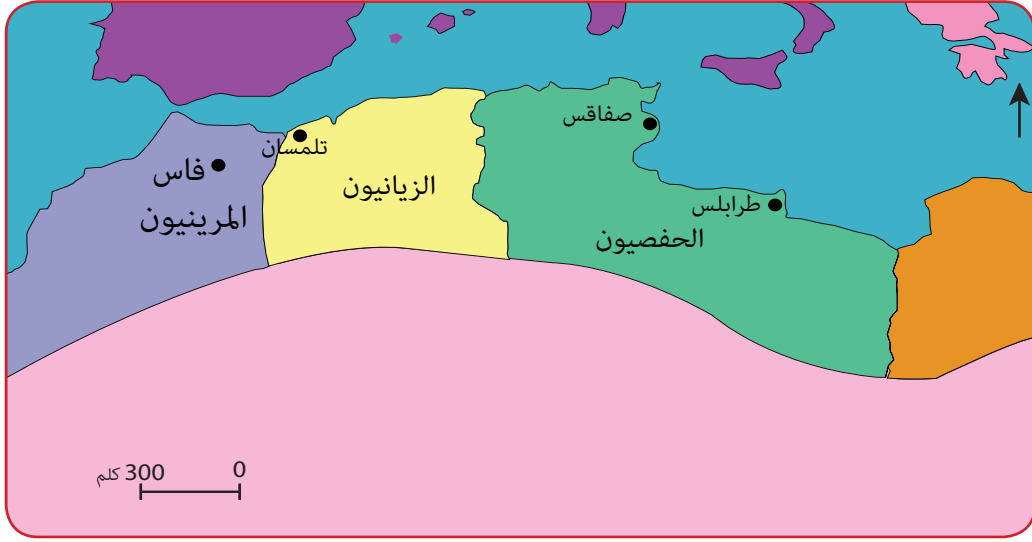 صفاقس
تلمسان
فاس
الزيانيون
المرينيون
طرابلس
الحفصيون
300 كلم
0